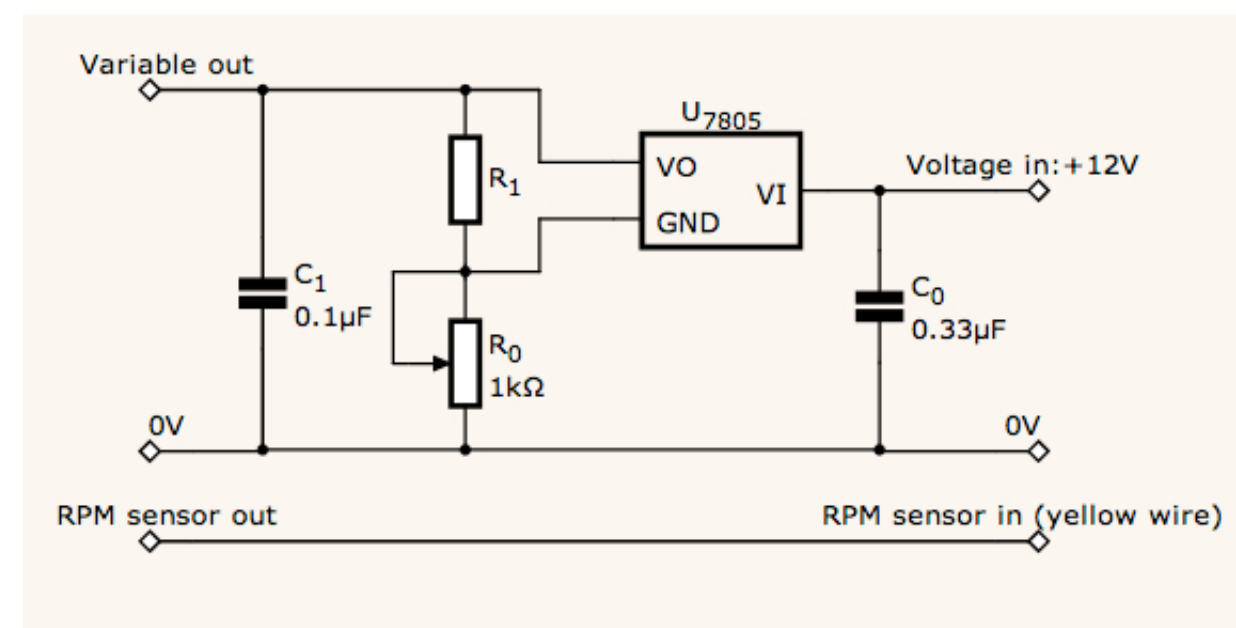 Variable out
U7805
VO
VI
GND
Voltage in:+12V
R1
C1
0.1µF
R0
1kΩ
C0
0.33µF
0V
0V
RPM sensor out
RPM sensor in (yellow wire)